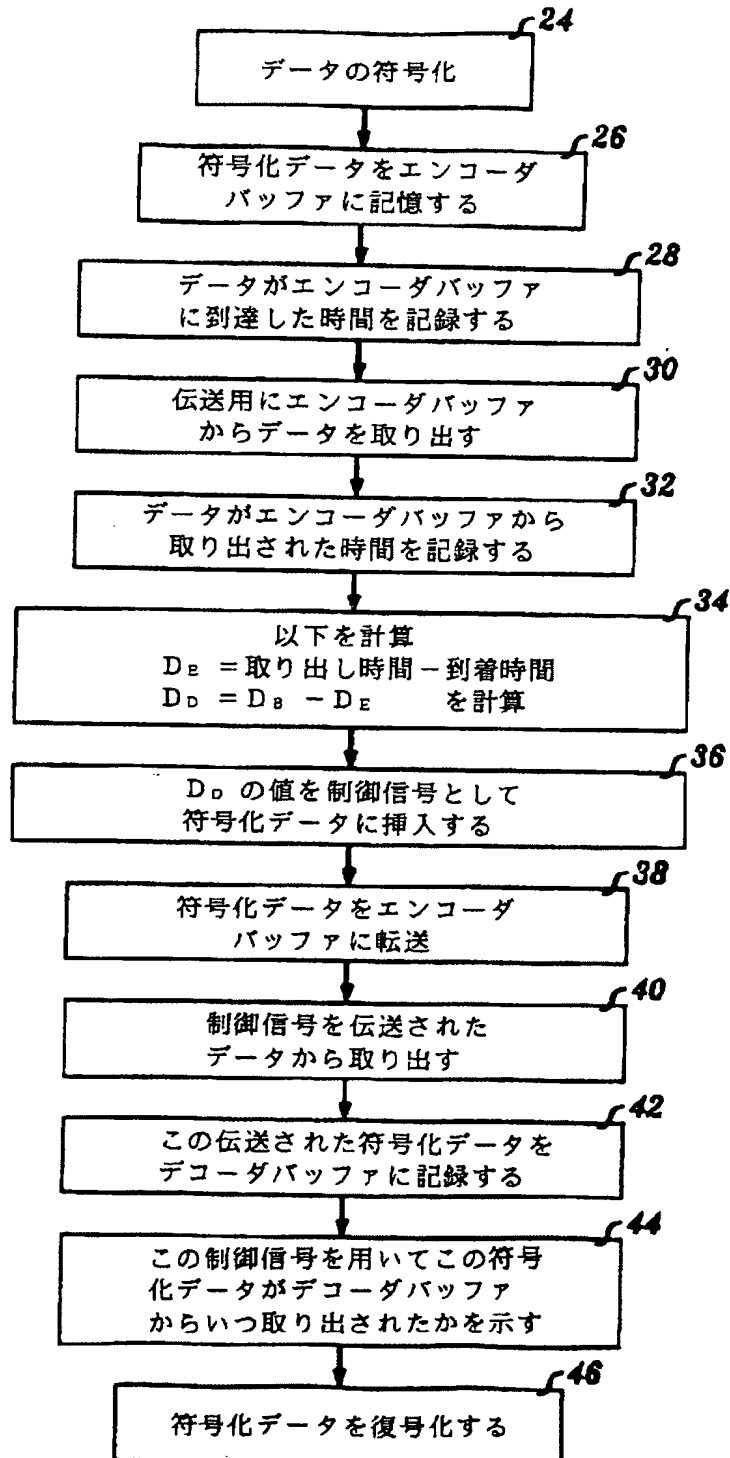 24
データの符号化
26
符号化データをエンコーダ
バッファに記憶する
28
データがエンコーダバッファ
に到達した時間を記録する
30
伝送用にエンコーダバッファ
からデータを取り出す
32
データがエンコーダバッファから
取り出された時間を記録する
34
以下を計算
DE =取り出し時間-到着時間
DD=DB-DE を計算
36
DDの値を制御信号として
符号化データに挿入する
38
符号化データをエンコーダ
バッファに転送
40
制御信号を伝送された
データから取り出す
42
この伝送された符号化データを
デコーダバッファに記録する
44
この制御信号を用いてこの符号
化データがデコーダバッファ
からいつ取り出されたかを示す
46
符号化データを復号化する